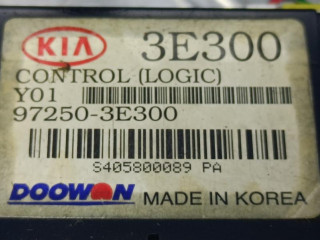 KIA 3E300
CONTROL (LOGIC)
Y01
97250-3E300
S405800089 PA
DOOWON MADE IN KOREA